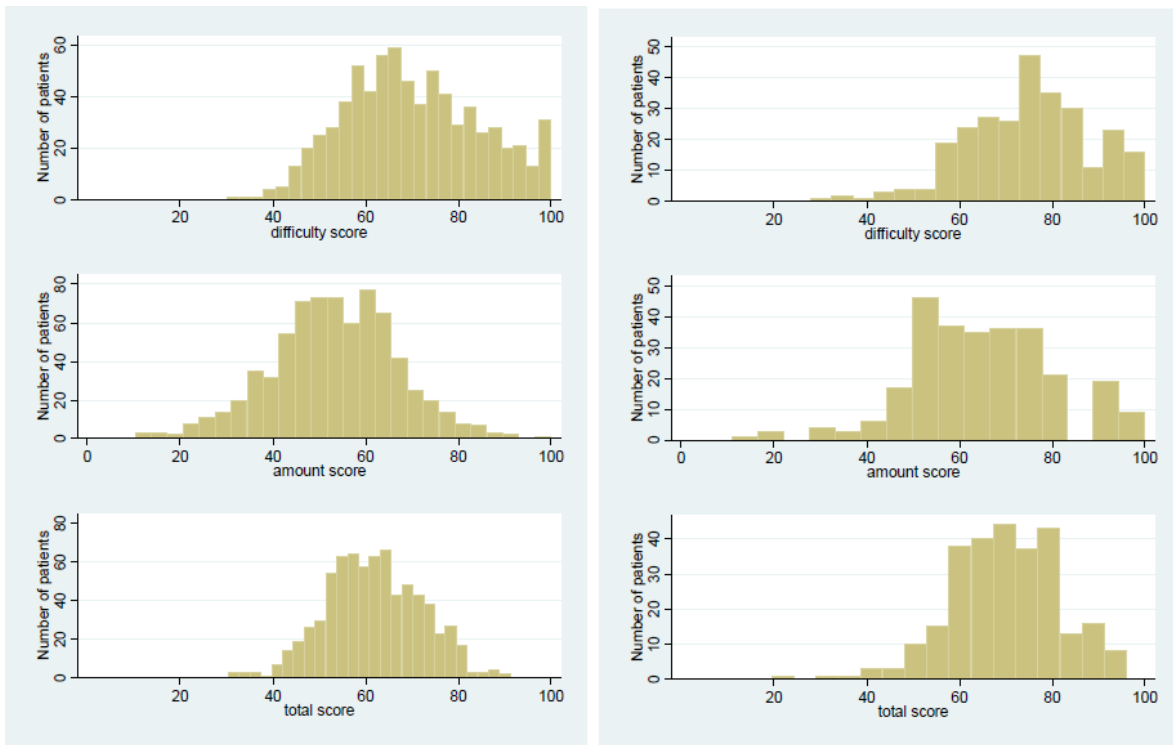 Number of patients
0 20 40 60
20 40 60 80 100
difficulty score
Number of patients
0 20 40 60 80
0 20 40 60 80 100
amount score
Number of patients
0 20 40 60 80
20 40 60 80 100
total score
Number of patients
0 10 20 30 40 50
20 40 60 80 100
difficulty score
Number of patients
0 10 20 30 40 50
0 20 40 60 80 100
amount score
Number of patients
0 10 20 30 40
20 40 60 80 100
total score